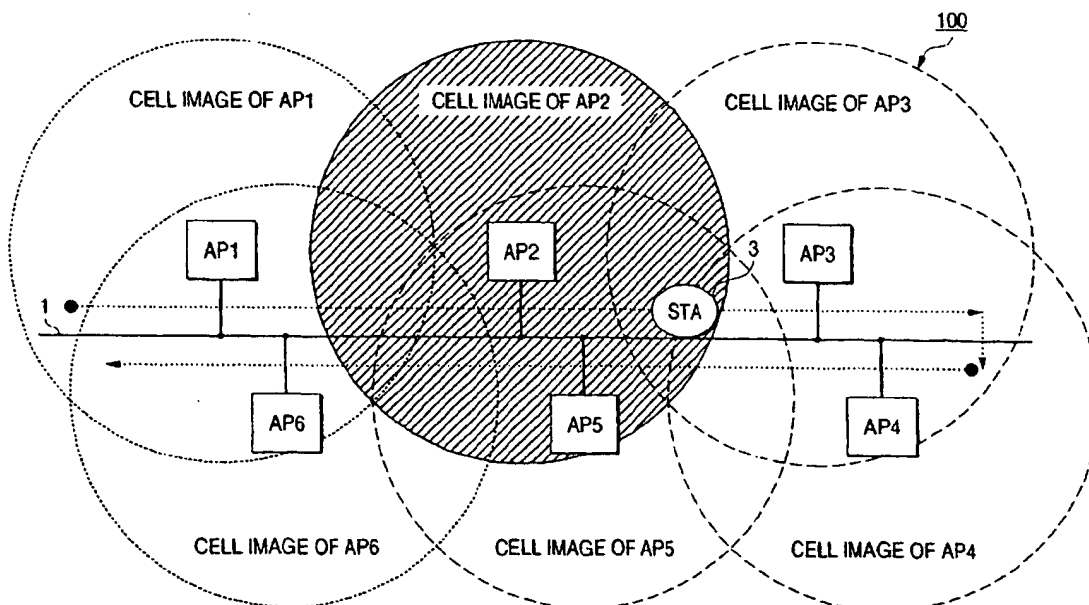 100
CELL IMAGE OF AP1
CELL IMAGE OF AP2
CELL IMAGE OF AP3
AP1
AP2
3
AP3
1
STA
AP6
AP5
AP4
CELL IMAGE OF AP6
CELL IMAGE OF AP5
CELL IMAGE OF AP4